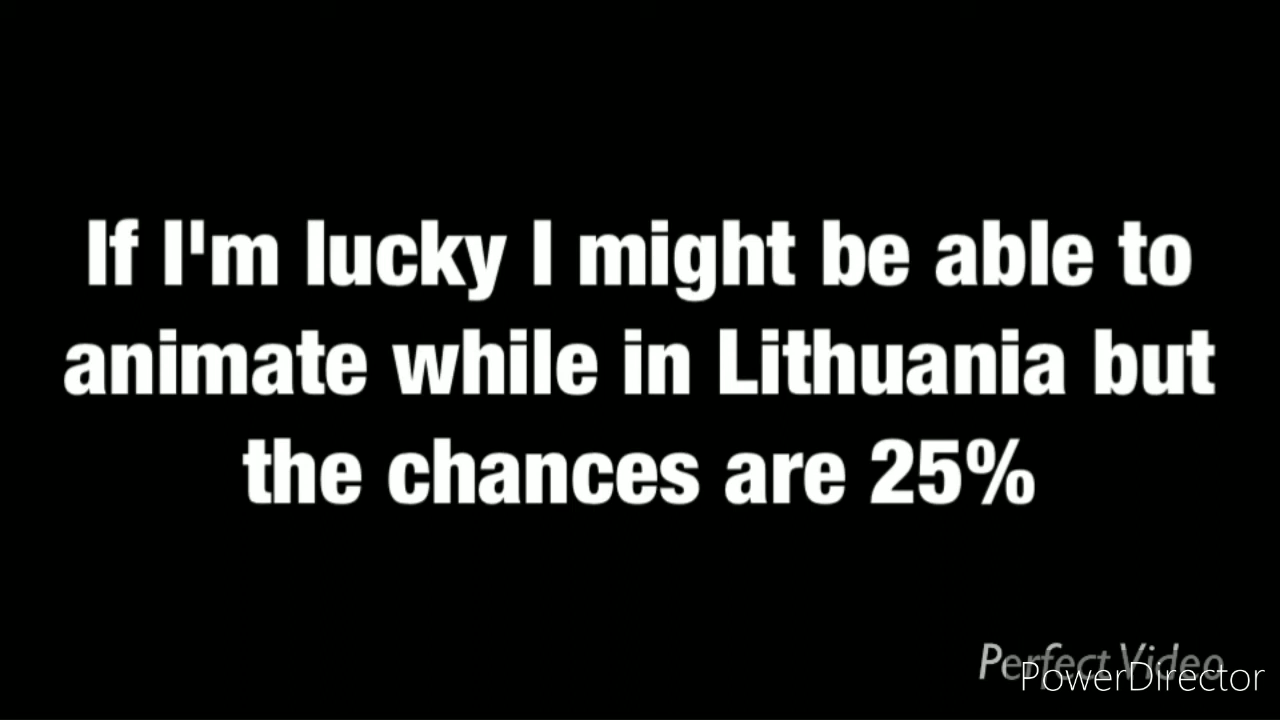 If I'm lucky I might be able to
animate while in Lithuania but
the chances are 25%
Perfect Video
PowerDirector